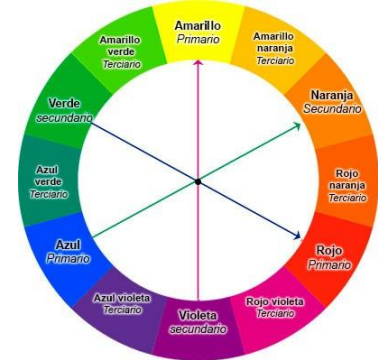 Amarillo
Primario
Amarillo
naranja
Terciario
Naranja
Secundario
Rojo
naranja
Terciario
Rojo
Primario
Rojo violeta
Terciario
Violeta
secundario
Azul violeta
Terciario
Azul
Primario
Azul
verde
Terciario
Verde
secundario
Amarillo
verde
Terciario